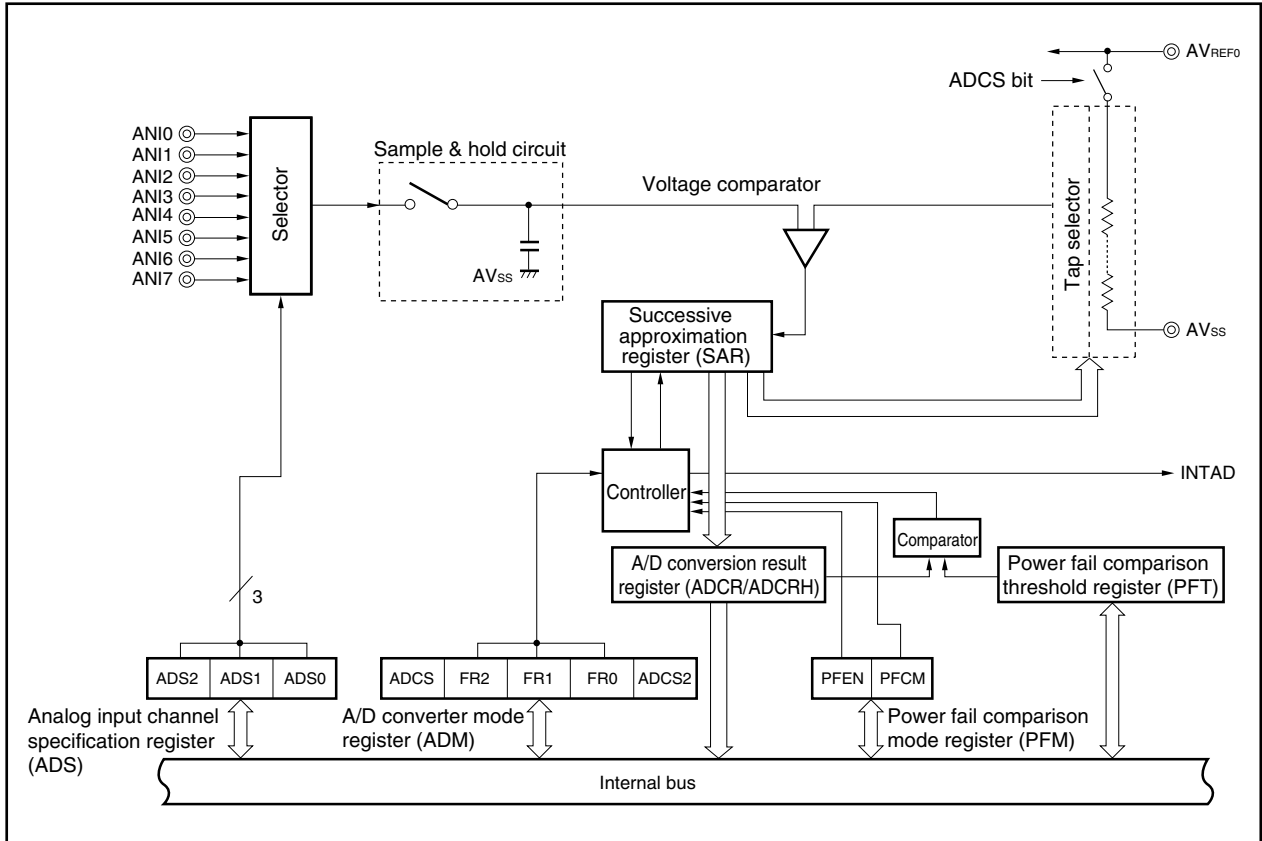 AVREF0
ADCS bit
ANI0
ANI1
ANI2
ANI3
ANI4
ANI5
ANI6
ANI7
Selector
Sample & hold circuit
AVSS
Voltage comparator
Tap selector
AVSS
Successive
approximation
register (SAR)
Controller
INTAD
Comparator
A/D conversion result
register (ADCR/ADCRH)
Power fail comparison
threshold register (PFT)
3
ADS2 ADS1 ADS0
ADCS FR2 FR1 FR0 ADCS2
PFEN PFCM
Analog input channel
specification register
(ADS)
A/D converter mode
register (ADM)
Power fail comparison
mode register (PFM)
Internal bus